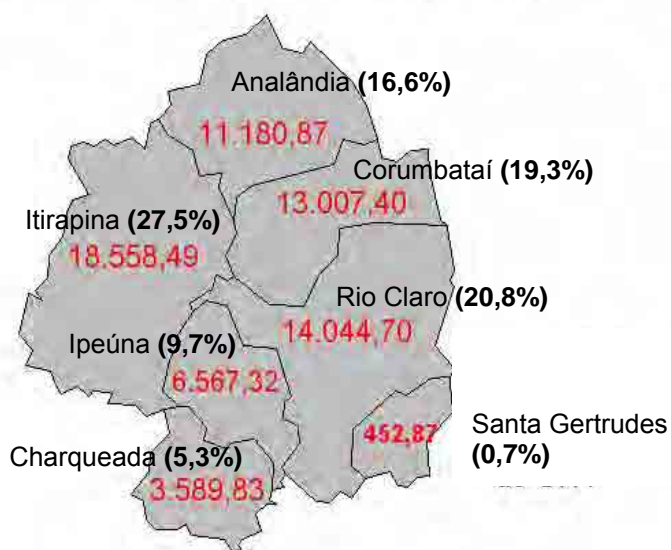 Analândia (16,6%)
11.180,87
Corumbataí (19,3%)
13.007,40
Itirapina (27,5%)
18.558,49
Rio Claro (20,8%)
14.044,70
Ipeúna (9,7%)
6.567,32
Santa Gertrudes
(0,7%)
452,87
Charqueada (5,3%)
3.589,83